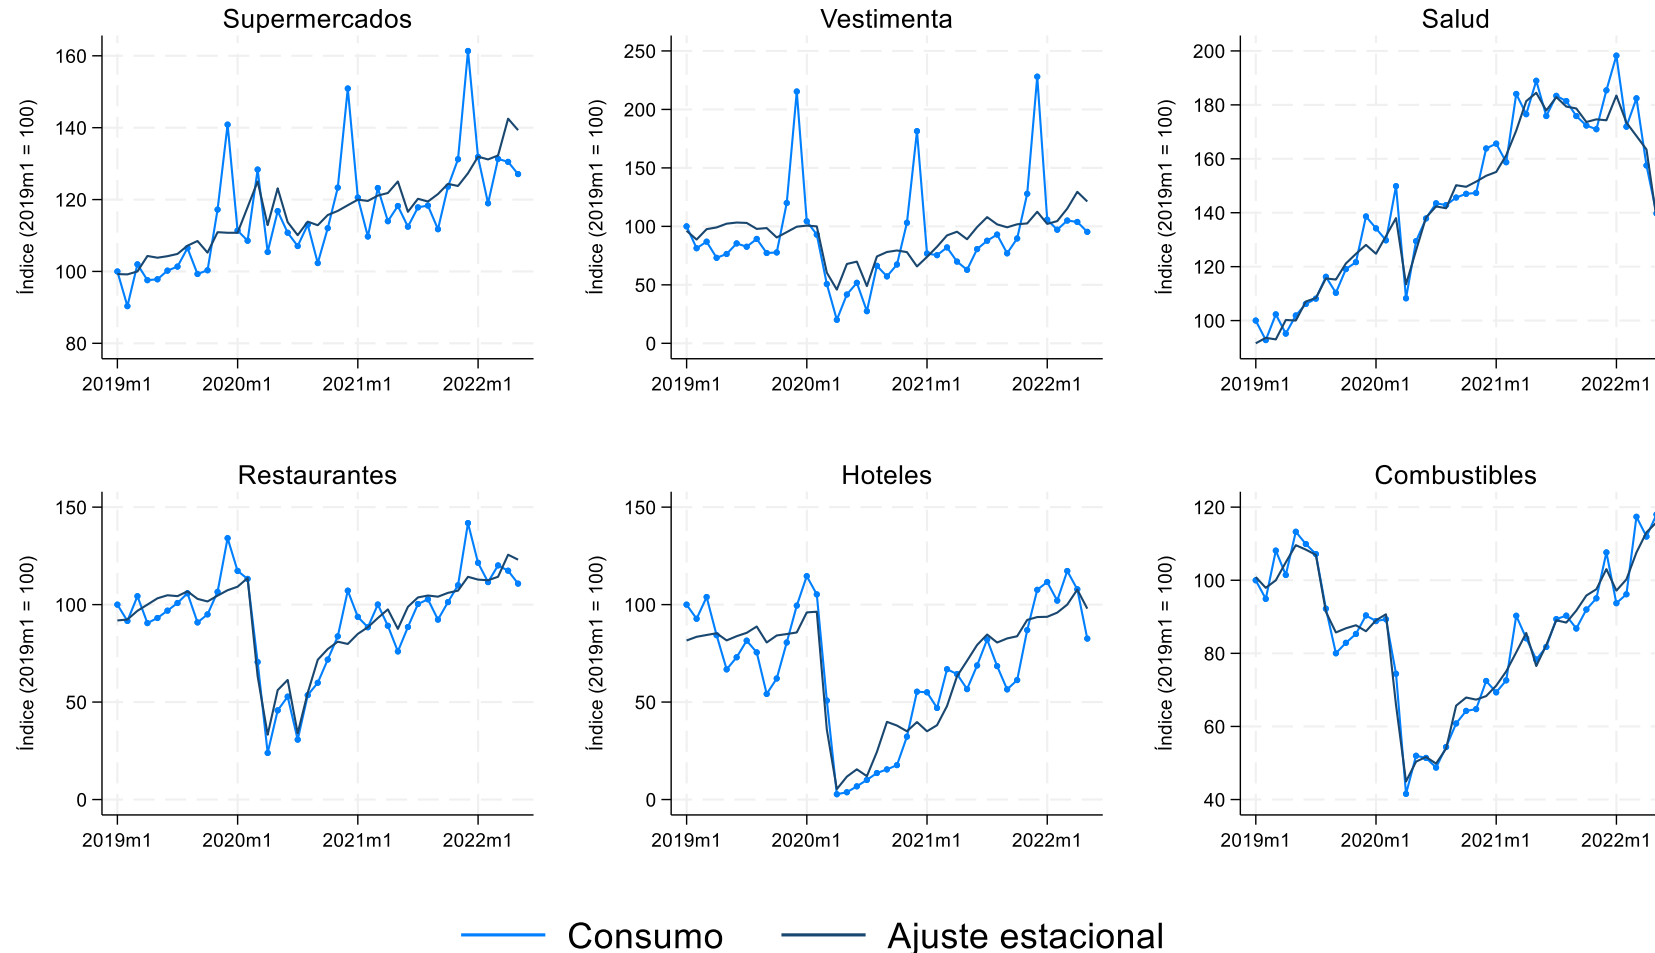 Supermercados
Índice (2019m1 = 100)
160
140
120
100
80
2019m1 2020m1 2021m1 2022m1
Vestimenta
Índice (2019m1 = 100)
250
200
150
100
50
0
2019m1 2020m1 2021m1 2022m1
Salud
Índice (2019m1 = 100)
200
180
160
140
120
100
2019m1 2020m1 2021m1 2022m1
Restaurantes
Índice (2019m1 = 100)
150
100
50
0
2019m1 2020m1 2021m1 2022m1
Hoteles
Índice (2019m1 = 100)
150
100
50
0
2019m1 2020m1 2021m1 2022m1
Combustibles
Índice (2019m1 = 100)
120
100
80
60
40
2019m1 2020m1 2021m1 2022m1
Consumo Ajuste estacional